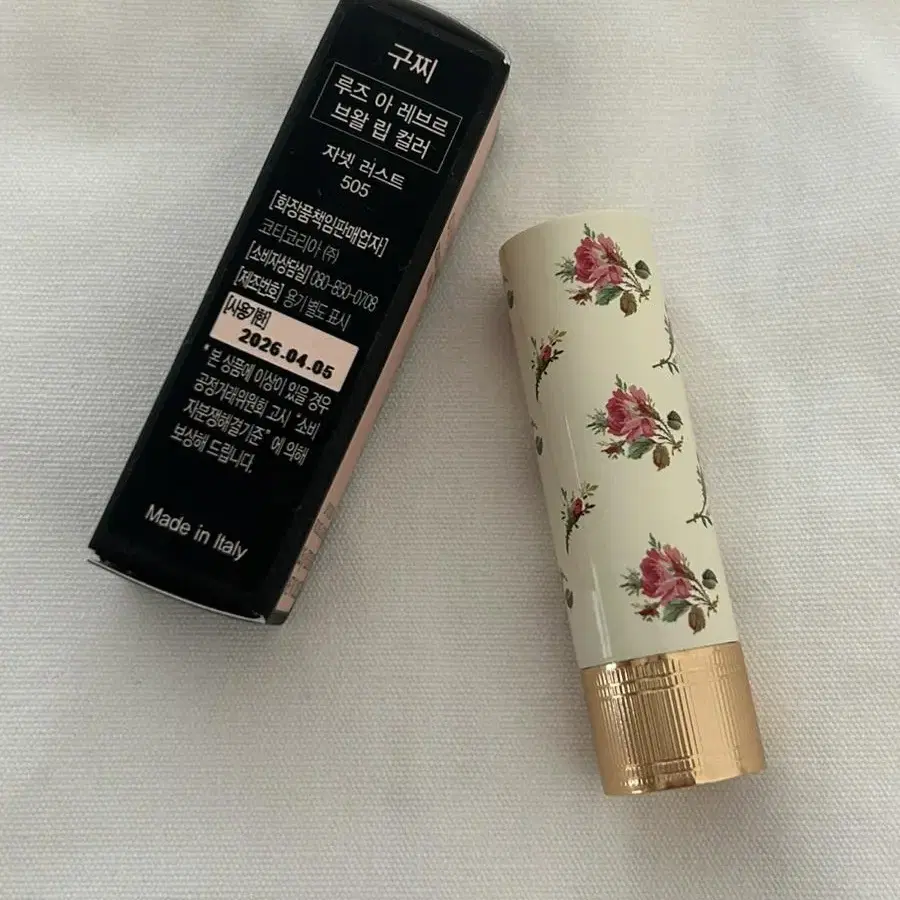 구찌
루즈 아 레브르
브왈 립 컬러
자넷 러스트
505
[화장품책임판매업자]
코티코리아 (주)
[소비자상담실] 080-850-0708
[제조번호] 용기 별도 표시
[사용기한]
2026.04.05
*본 상품에 이상이 있을 경우
공정거래위원회 고시 "소비
자분쟁해결기준"에 의해
보상해 드립니다.
Made in Italy